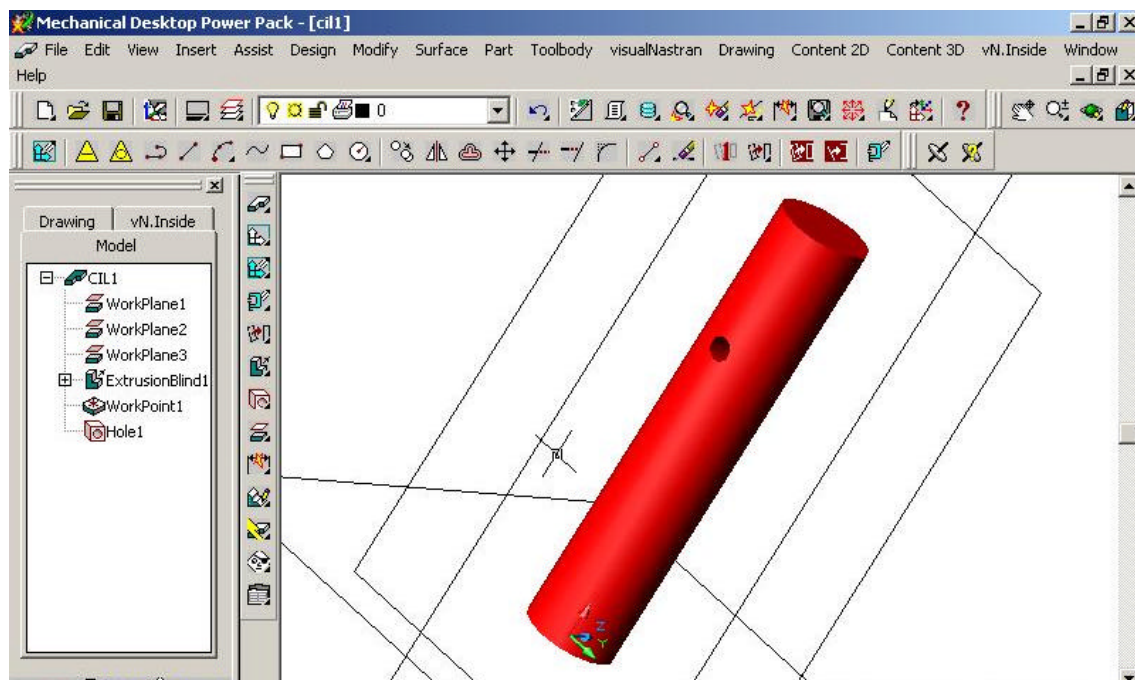 Mechanical Desktop Power Pack - [cil1]
File Edit View Insert Assist Design Modify Surface Part Toolbody visualNastran Drawing Content 2D Content 3D vN.Inside Window
Help
0
Drawing vN.Inside
Model
CIL1
WorkPlane1
WorkPlane2
WorkPlane3
ExtrusionBlind1
WorkPoint1
Hole1
Z
Y